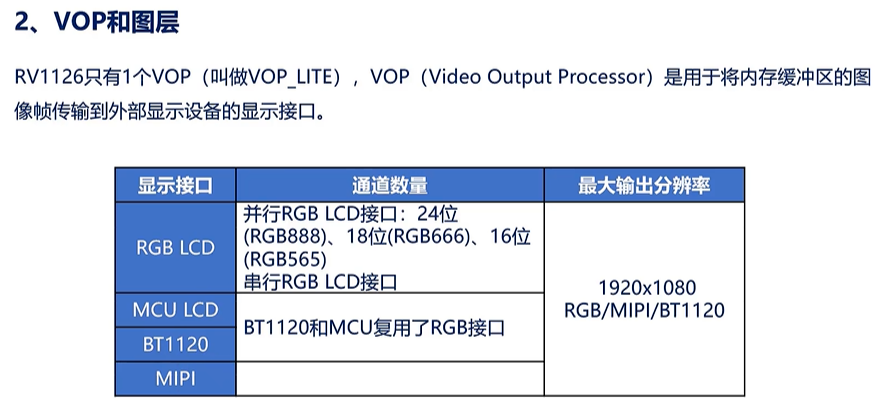 2、VOP和图层
RV1126只有1个VOP（叫做VOP_LITE），VOP（Video Output Processor）是用于将内存缓冲区的图
像帧传输到外部显示设备的显示接口。
显示接口 通道数量 最大输出分辨率
RGB LCD
并行RGB LCD接口：24位
(RGB888)、18位(RGB666)、16位
(RGB565)
串行RGB LCD接口
MCU LCD
BT1120
BT1120和MCU复用了RGB接口
MIPI
1920x1080
RGB/MIPI/BT1120